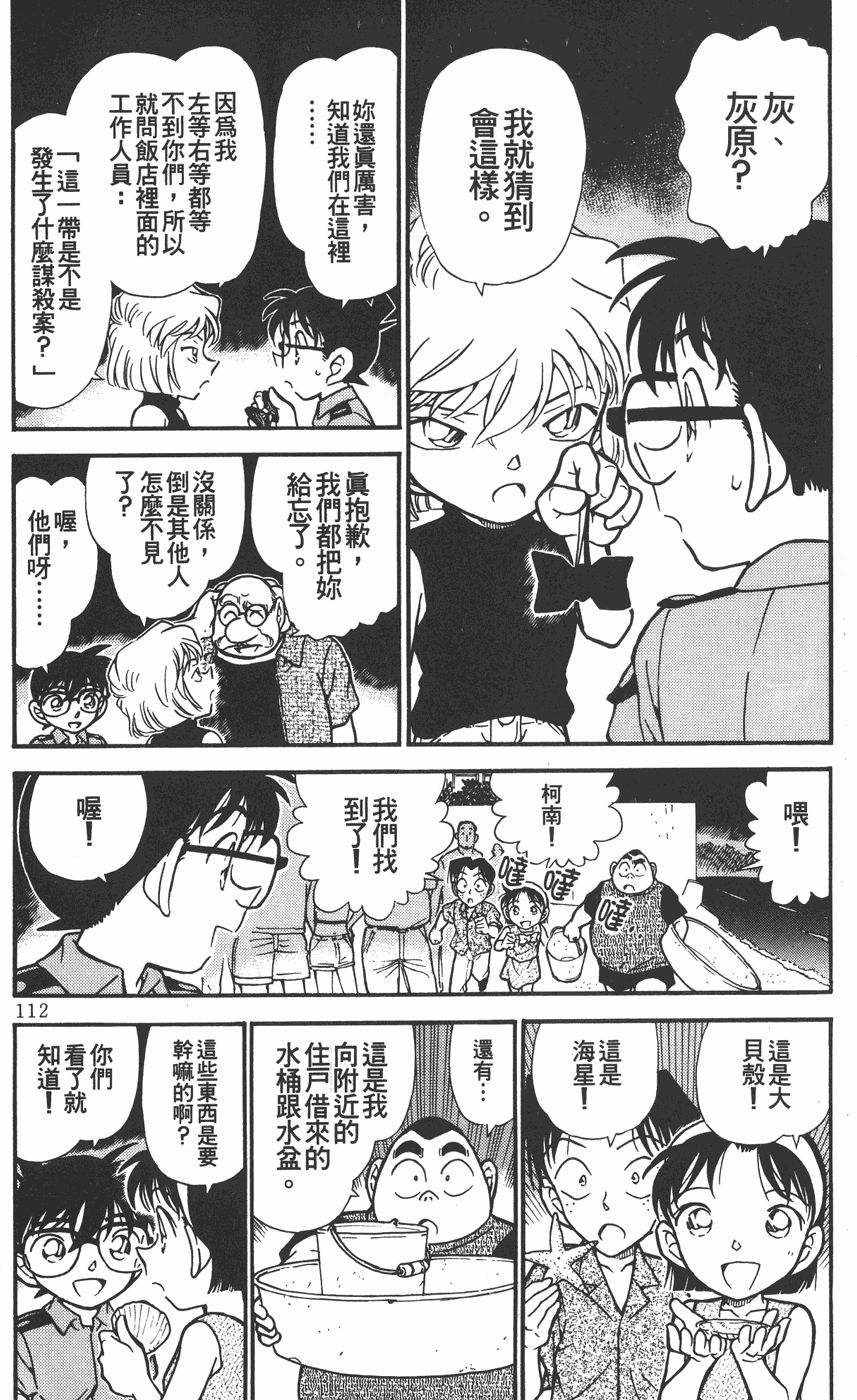 灰、
灰原?
我就猜到
會這樣。
妳還真厲害,
知道我們在這裡
……
因為我
左等右等都等
不到你們,所以
就問飯店裡面的
工作人員:
「這一帶是不是
發生了什麼謀殺案?」
真抱歉,
我們都把妳
給忘了。
沒關係,
倒是其他人
怎麼不見
了?
喔,
他們呀……
喂!
柯南!
噠
噠
噠
我們找
到了!
喔!
112
這是大
貝殼!
這是
海星!
還有…
這是我
向附近的
住戶借來的
水桶跟水盆。
這些東西是要
幹嘛的啊?
你們
看了就
知道!